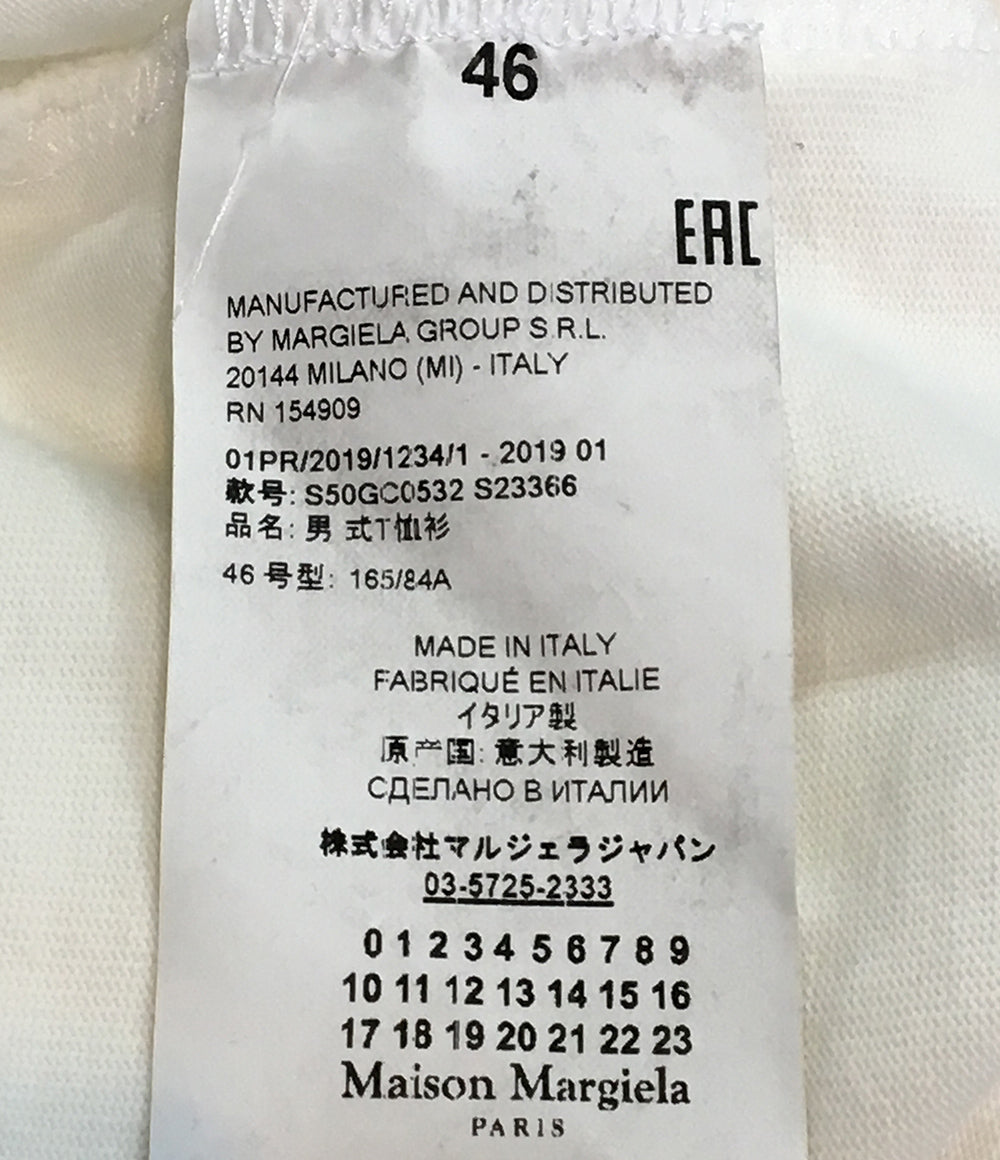 46
EAC
MANUFACTURED AND DISTRIBUTED
BY MARGIELA GROUP S.R.L.
20144 MILANO (MI) - ITALY
RN 154909
01PR/2019/1234/1 - 2019 01
款号: S50GC0532 S23366
品名: 男 式T恤衫
46 号型: 165/84A
MADE IN ITALY
FABRIQUÉ EN ITALIE
イタリア製
原产国: 意大利製造
СДЕЛАНО В ИТАЛИИ
株式会社マルジェラジャパン
03-5725-2333
0 1 2 3 4 5 6 7 8 9
10 11 12 13 14 15 16
17 18 19 20 21 22 23
Maison Margiela
PARIS